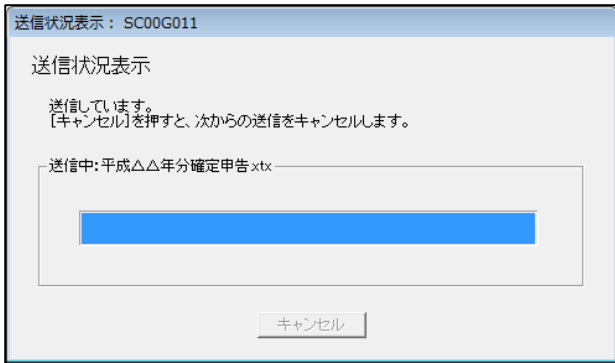 送信状況表示： SC00G011
送信状況表示
送信しています。
[キャンセル]を押すと、次からの送信をキャンセルします。
送信中：平成△△年分確定申告.xtx
キャンセル